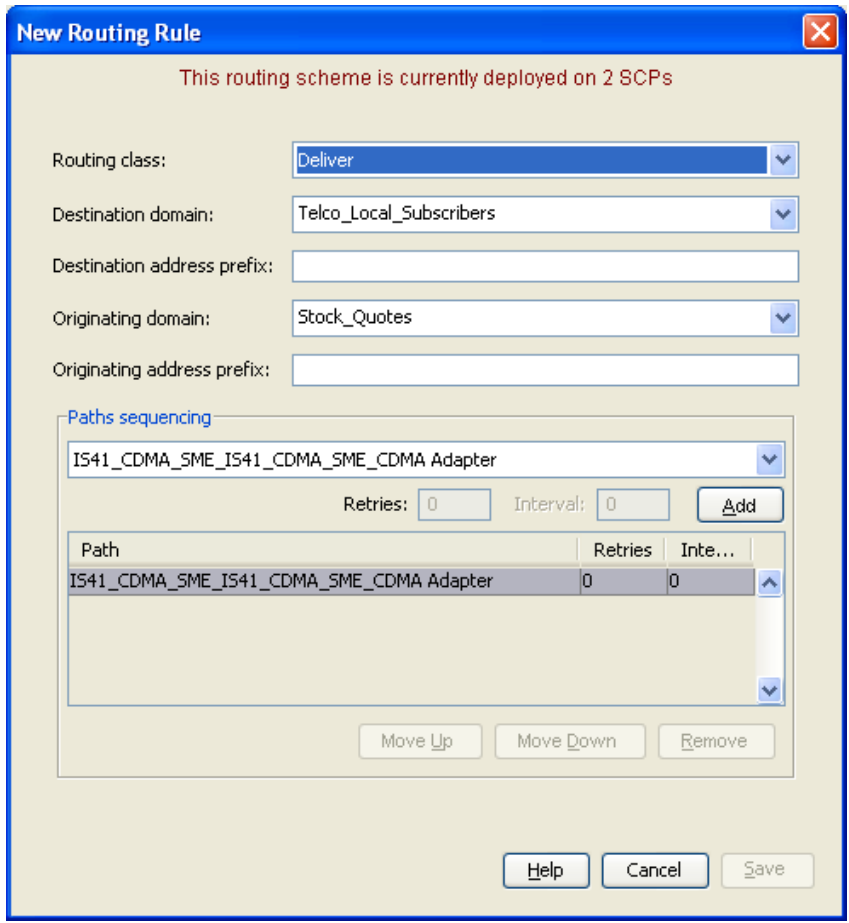 New Routing Rule
This routing scheme is currently deployed on 2 SCPs
Routing class: Deliver
Destination domain: Telco_Local_Subscribers
Destination address prefix:
Originating domain: Stock_Quotes
Originating address prefix:
Paths sequencing
IS41_CDMA_SME_IS41_CDMA_SME_CDMA Adapter
Retries: 0 Interval: 0 Add
Path Retries Inte...
IS41_CDMA_SME_IS41_CDMA_SME_CDMA Adapter 0 0
Move Up Move Down Remove
Help Cancel Save